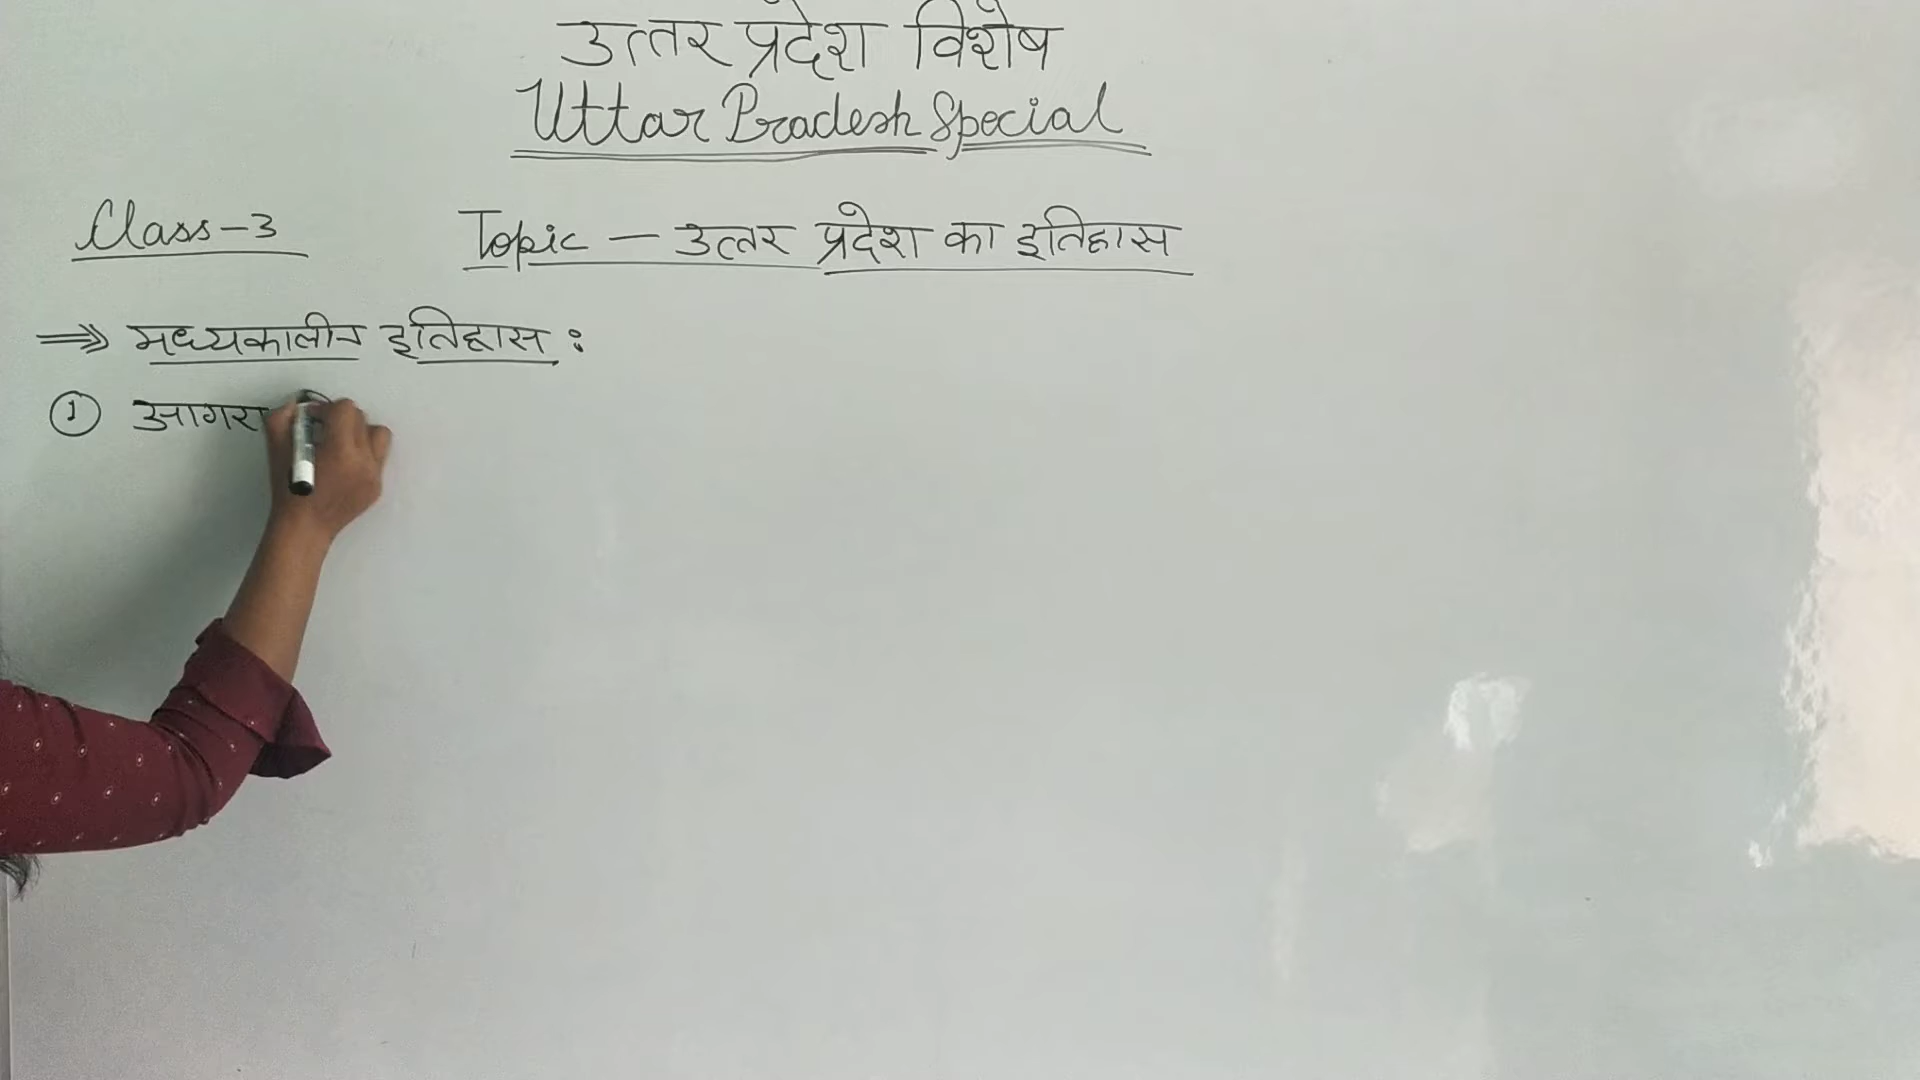 उत्तर प्रदेश विशेष
Uttar Pradesh Special
Class-3 Topic - उत्तर प्रदेश का इतिहास
⇒ मध्यकालीन इतिहास :
① आगरा